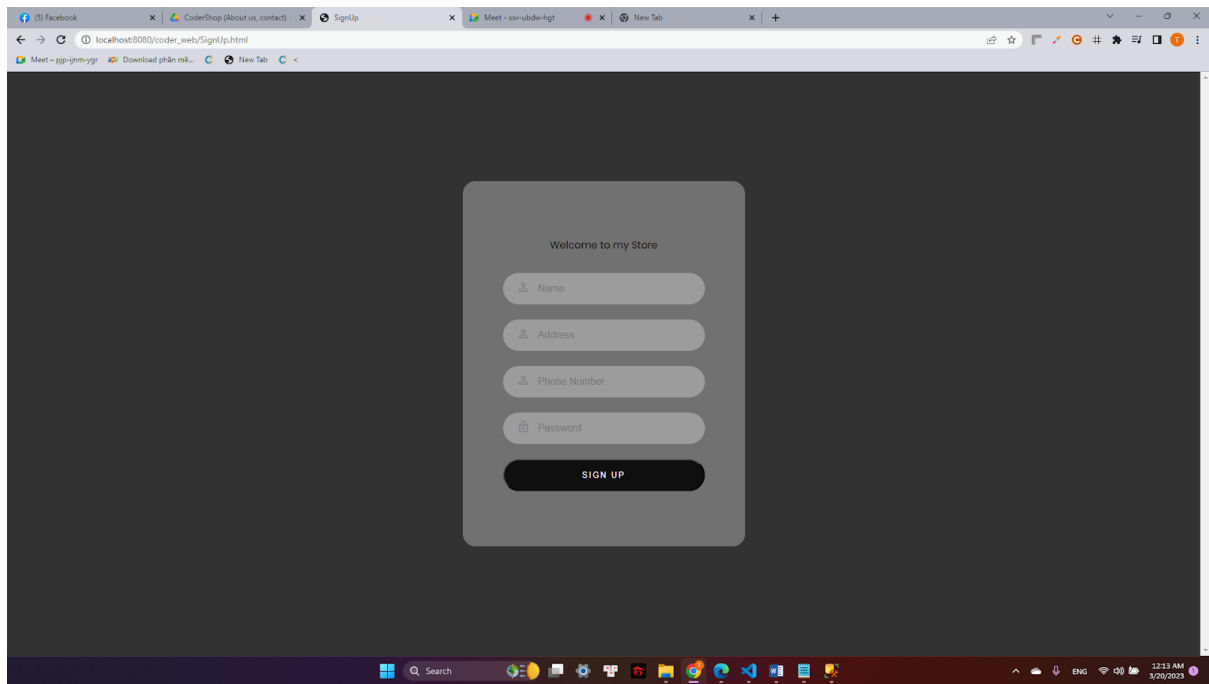 (5) Facebook
CoderShop (About us, contact) -
SignUp
Meet - xsv-ubdw-hgt
New Tab
localhost:8080/coder_web/SignUp.html
T
Meet – pjp-ijnm-ygr
Download phần mề...
New Tab
<
Welcome to my Store
Name
Address
Phone Number
Password
SIGN UP
Search
ENG
12:13 AM
3/20/2023